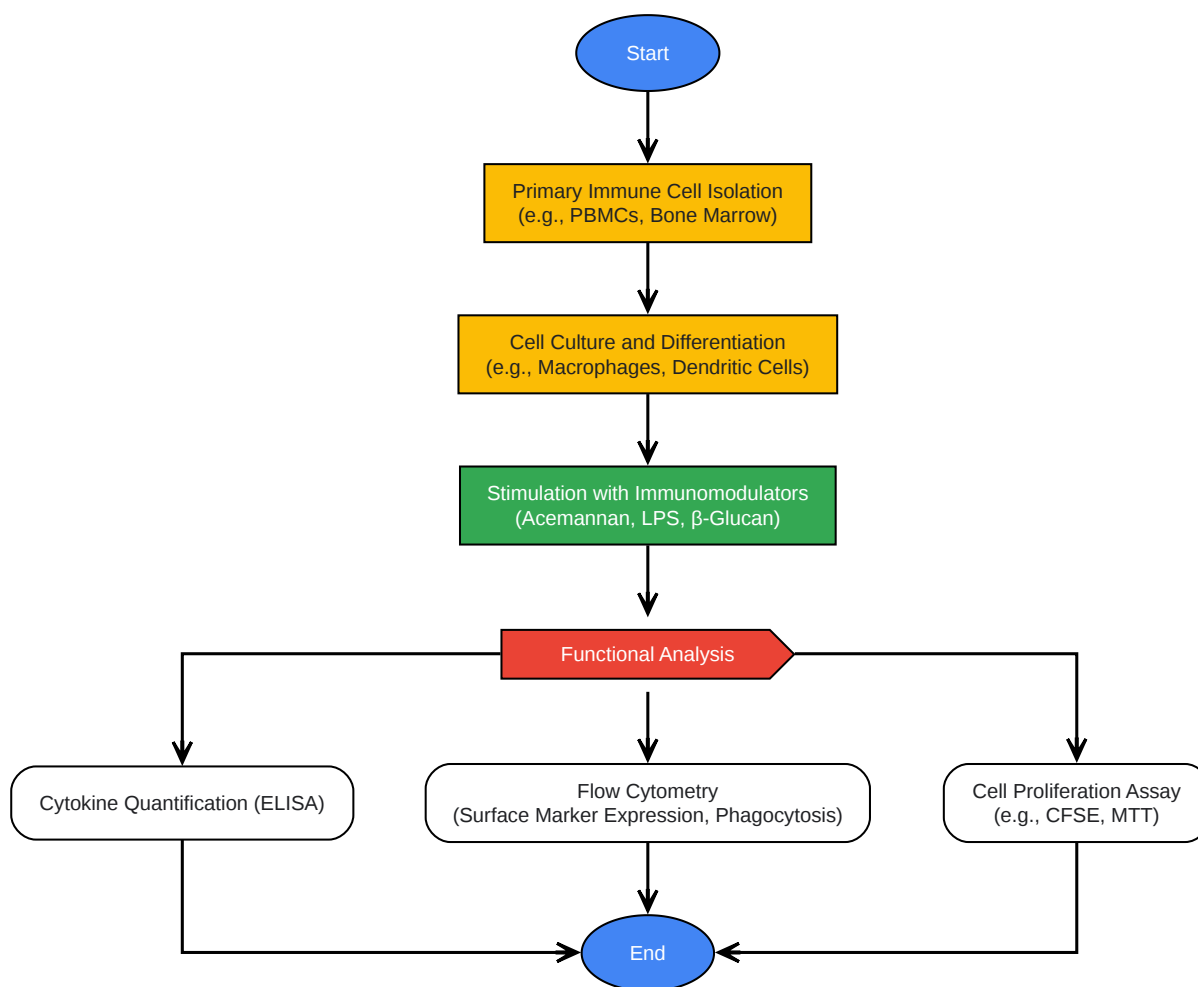 Start
Primary Immune Cell Isolation
(e.g., PBMCs, Bone Marrow)
Cell Culture and Differentiation
(e.g., Macrophages, Dendritic Cells)
Stimulation with Immunomodulators
(Acemannan, LPS, β-Glucan)
Functional Analysis
Cytokine Quantification (ELISA)
Flow Cytometry
(Surface Marker Expression, Phagocytosis)
Cell Proliferation Assay
(e.g., CFSE, MTT)
End